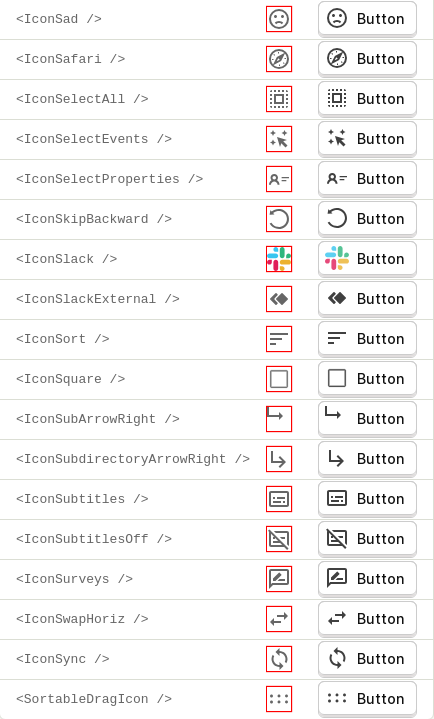 <IconSad /> Button
<IconSafari /> Button
<IconSelectAll /> Button
<IconSelectEvents /> Button
<IconSelectProperties /> Button
<IconSkipBackward /> Button
<IconSlack /> Button
<IconSlackExternal /> Button
<IconSort /> Button
<IconSquare /> Button
<IconSubArrowRight /> Button
<IconSubdirectoryArrowRight /> Button
<IconSubtitles /> Button
<IconSubtitlesOff /> Button
<IconSurveys /> Button
<IconSwapHoriz /> Button
<IconSync /> Button
<SortableDragIcon /> Button